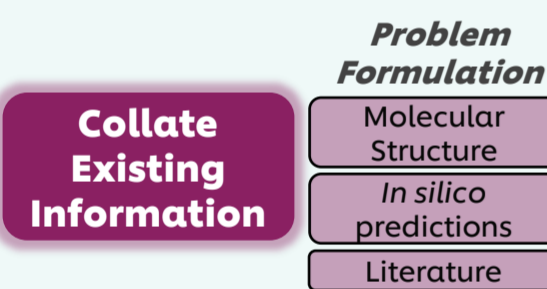 Problem
Formulation
Collate
Existing
Information
Molecular
Structure
In silico
predictions
Literature